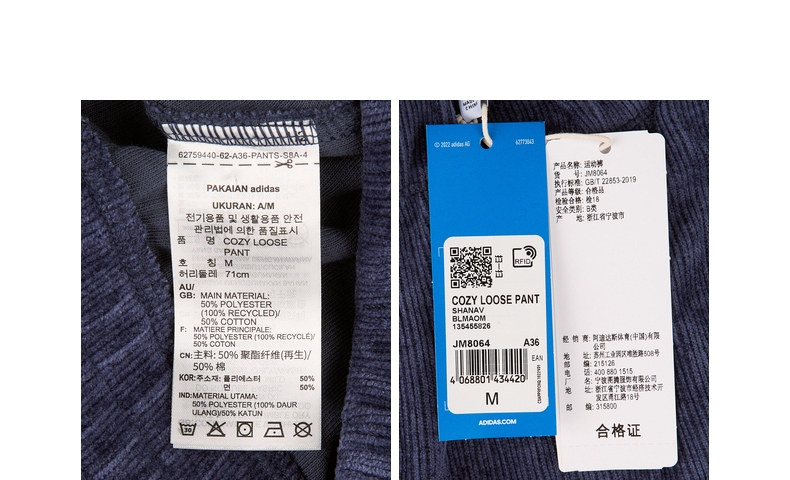 62759440-62-A36-PANTS-S8A-4
PAKAIAN adidas
UKURAN: A/M
전기용품 및 생활용품 안전
관리법에 의한 품질표시
품 명 COZY LOOSE
PANT
호 칭 M
허리둘레 71cm
AU/
GB: MAIN MATERIAL:
50% POLYESTER
(100% RECYCLED)/
50% COTTON
F: MATIERE PRINCIPALE:
50% POLYESTER (100% RECYCLÉ)/
50% COTON
CN: 主料: 50% 聚酯纤维(再生)/
50% 棉
KOR: 주소재: 폴리에스터 50%
면 50%
IND: MATERIAL UTAMA:
50% POLYESTER (100% DAUR
ULANG)/50% KATUN
30
© 2022 adidas AG 62773043
RFID
COZY LOOSE PANT
SHANAV
BLMAOM
135455826
JM8064 A36
EAN
4 068801 434420
M
ADIDAS.COM
产品名称: 运动裤
货 号: JM8064
执行标准: GB/T 22853-2019
产品等级: 合格品
检验合格: 检18
安全类别: B类
产 地: 浙江省宁波市
经 销 商: 阿迪达斯体育(中国)有限
公司
地 址: 苏州工业园区唯亭路508号
邮 编: 215126
电 话: 400 880 1515
厂 名: 宁波熹腾服饰有限公司
地 址: 浙江省宁波市经济技术开
发区甬江路18号
邮 编: 315800
合格证